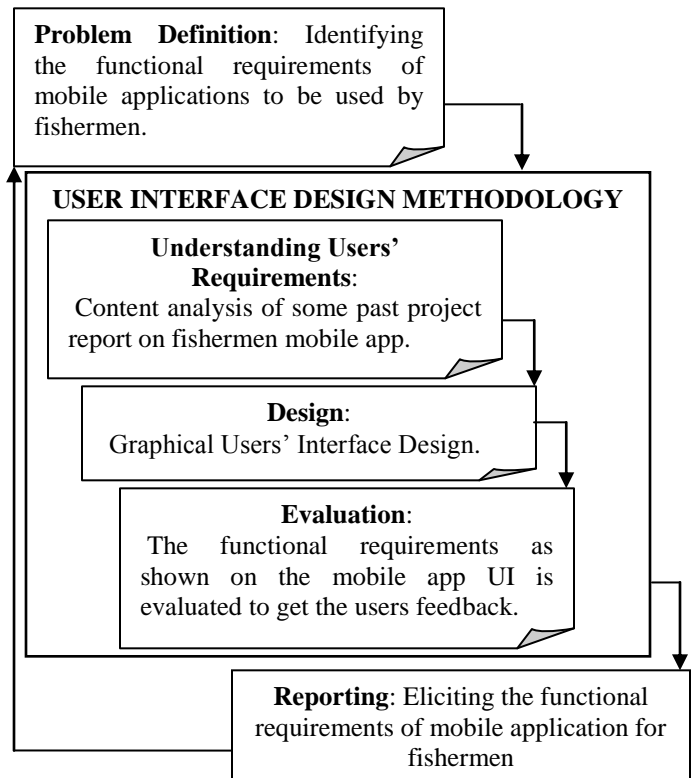 Problem Definition: Identifying
the functional requirements of
mobile applications to be used by
fishermen.
USER INTERFACE DESIGN METHODOLOGY
Understanding Users’
Requirements:
Content analysis of some past project
report on fishermen mobile app.
Design:
Graphical Users’ Interface Design.
Evaluation:
The functional requirements as
shown on the mobile app UI is
evaluated to get the users feedback.
Reporting: Eliciting the functional
requirements of mobile application for
fishermen